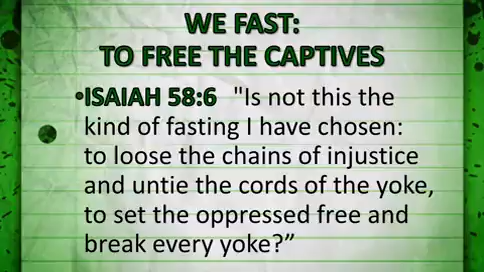 WE FAST:
TO FREE THE CAPTIVES
•ISAIAH 58:6 "Is not this the
kind of fasting I have chosen:
to loose the chains of injustice
and untie the cords of the yoke,
to set the oppressed free and
break every yoke?”